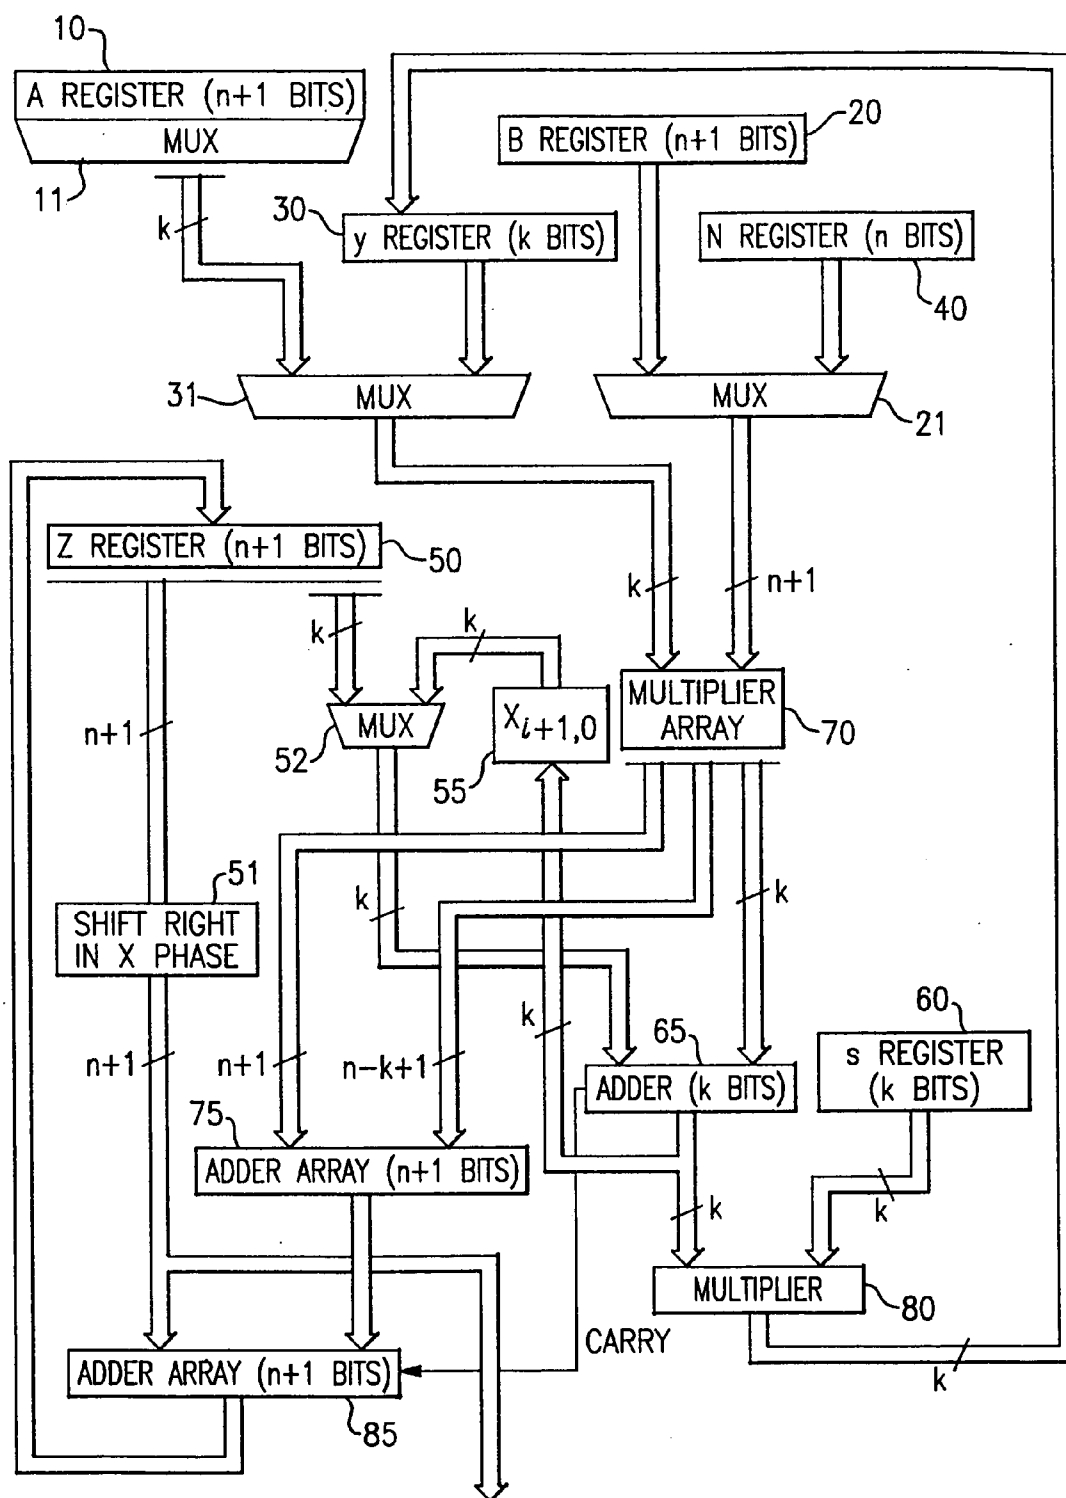 10
A REGISTER (n+1 BITS)
MUX
11
k
20
B REGISTER (n+1 BITS)
30
y REGISTER (k BITS)
N REGISTER (n BITS)
40
31
MUX
MUX
21
Z REGISTER (n+1 BITS)
50
k
n+1
k
k
n+1
MUX
52
X i+1,0
55
MULTIPLIER
ARRAY
70
51
SHIFT RIGHT
IN X PHASE
k
k
k
n+1
n+1
n-k+1
65
ADDER (k BITS)
60
s REGISTER
(k BITS)
75
ADDER ARRAY (n+1 BITS)
k
k
MULTIPLIER
80
CARRY
k
ADDER ARRAY (n+1 BITS)
85